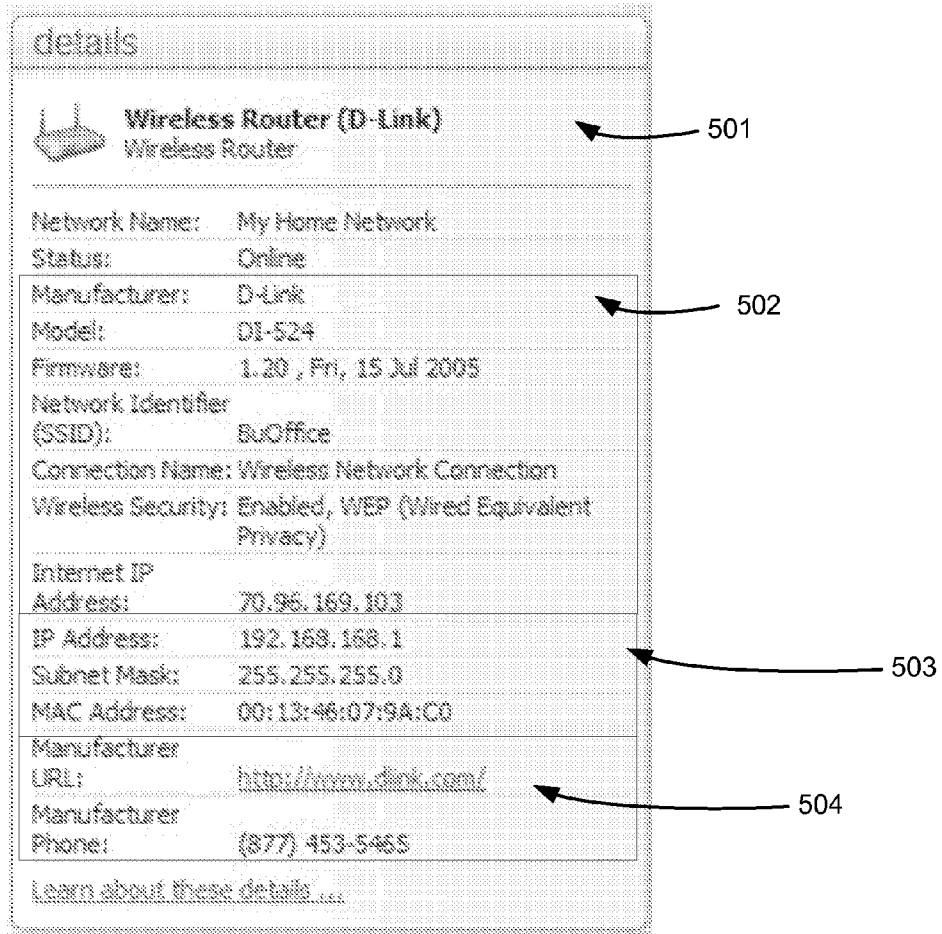 details
Wireless Router (D-Link)
Wireless Router
501
Network Name: My Home Network
Status: Online
Manufacturer: D-Link
502
Model: DI-524
Firmware: 1.20 , Fri, 15 Jul 2005
Network Identifier
(SSID): BuOffice
Connection Name: Wireless Network Connection
Wireless Security: Enabled, WEP (Wired Equivalent
Privacy)
Internet IP
Address: 70.96.169.103
IP Address: 192.168.168.1
503
Subnet Mask: 255.255.255.0
MAC Address: 00:13:46:07:9A:C0
Manufacturer
URL: http://www.dlink.com/
504
Manufacturer
Phone: (877) 453-5465
Learn about these details ...